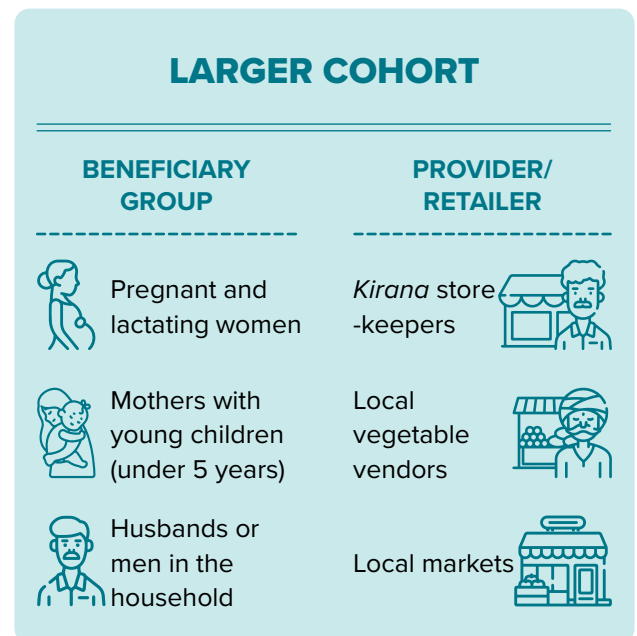 LARGER COHORT
BENEFICIARY
GROUP
Pregnant and
lactating women
Mothers with
young children
(under 5 years)
Husbands or
men in the
household
PROVIDER/
RETAILER
Kirana store
-keepers
Local
vegetable
vendors
Local markets